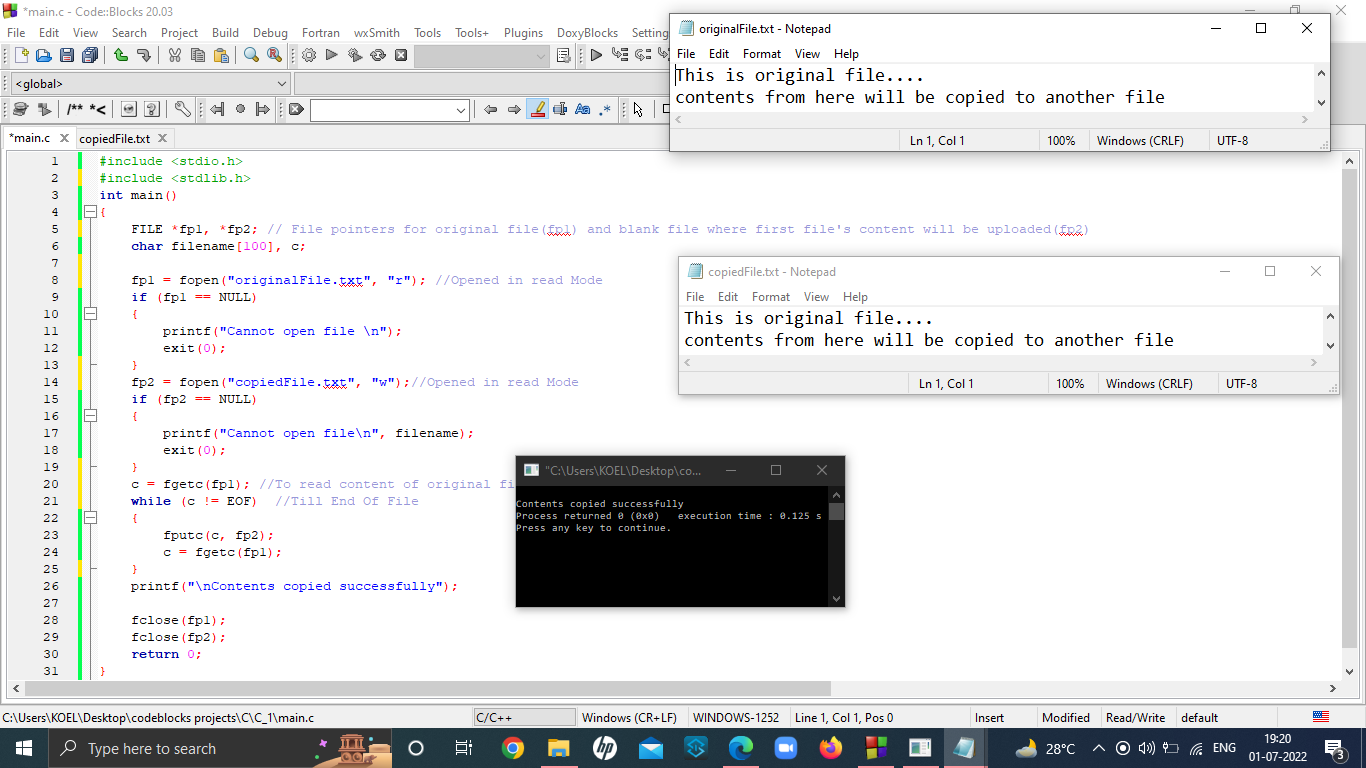 *main.c - Code::Blocks 20.03
File Edit View Search Project Build Debug Fortran wxSmith Tools Tools+ Plugins DoxyBlocks Setting
<global>
/** *<
Aa .*
*main.c copiedFile.txt
1 #include <stdio.h>
2 #include <stdlib.h>
3 int main()
4 {
5 FILE *fp1, *fp2; // File pointers for original file(fp1) and blank file where first file's content will be uploaded(fp2)
6 char filename[100], c;
7
8 fp1 = fopen("originalFile.txt", "r"); //Opened in read Mode
9 if (fp1 == NULL)
10 {
11 printf("Cannot open file \n");
12 exit(0);
13 }
14 fp2 = fopen("copiedFile.txt", "w");//Opened in read Mode
15 if (fp2 == NULL)
16 {
17 printf("Cannot open file\n", filename);
18 exit(0);
19 }
20 c = fgetc(fp1); //To read content of original fi
21 while (c != EOF) //Till End Of File
22 {
23 fputc(c, fp2);
24 c = fgetc(fp1);
25 }
26 printf("\nContents copied successfully");
27
28 fclose(fp1);
29 fclose(fp2);
30 return 0;
31 }
originalFile.txt - Notepad
File Edit Format View Help
This is original file....
contents from here will be copied to another file
Ln 1, Col 1 100% Windows (CRLF) UTF-8
copiedFile.txt - Notepad
File Edit Format View Help
This is original file....
contents from here will be copied to another file
Ln 1, Col 1 100% Windows (CRLF) UTF-8
"C:\Users\KOEL\Desktop\co...
Contents copied successfully
Process returned 0 (0x0) execution time : 0.125 s
Press any key to continue.
C:\Users\KOEL\Desktop\codeblocks projects\C\C_1\main.c C/C++ Windows (CR+LF) WINDOWS-1252 Line 1, Col 1, Pos 0 Insert Modified Read/Write default
Type here to search
hp
28°C ENG 19:20
01-07-2022
3